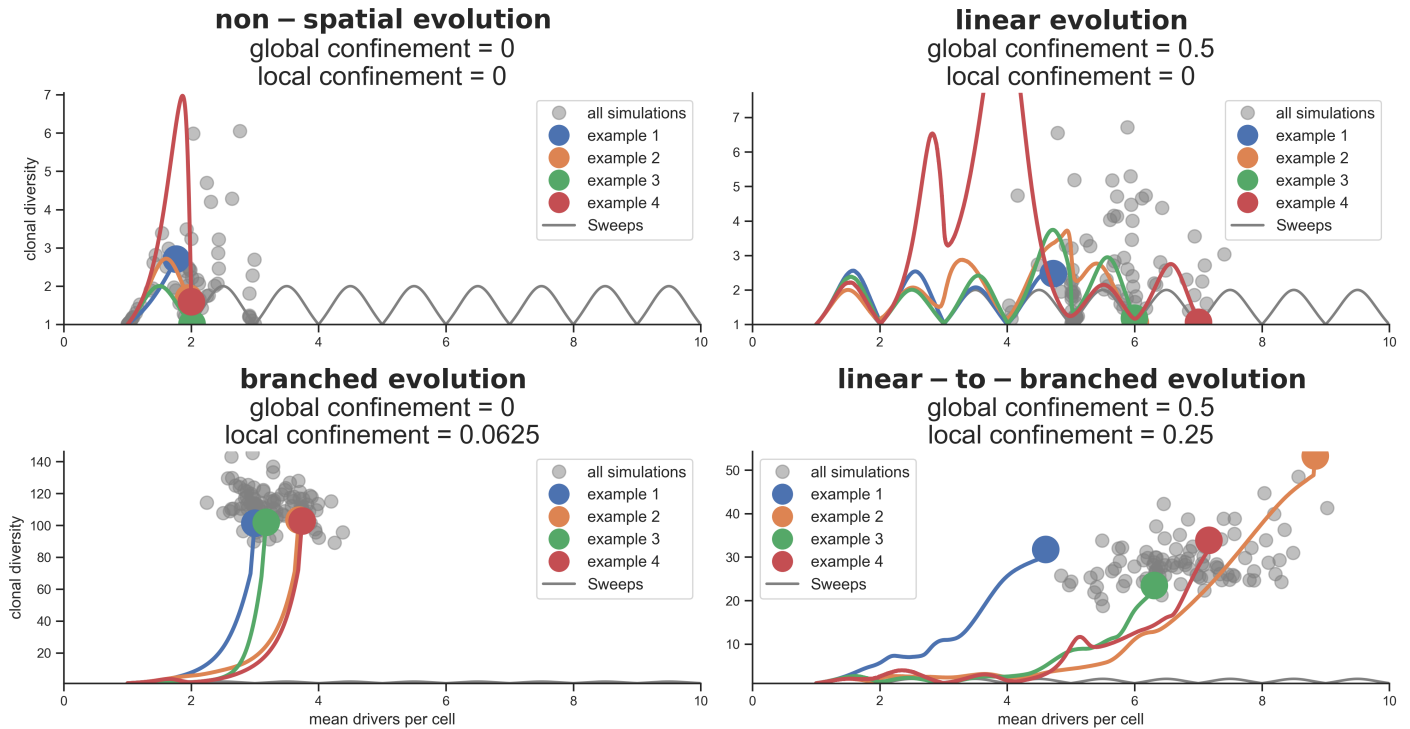 non – spatial evolution
global confinement = 0
local confinement = 0
7
6
5
4
3
2
1
clonal diversity
all simulations
example 1
example 2
example 3
example 4
Sweeps
0 2 4 6 8 10
linear evolution
global confinement = 0.5
local confinement = 0
7
6
5
4
3
2
1
all simulations
example 1
example 2
example 3
example 4
Sweeps
0 2 4 6 8 10
branched evolution
global confinement = 0
local confinement = 0.0625
140
120
100
80
60
40
20
clonal diversity
all simulations
example 1
example 2
example 3
example 4
Sweeps
0 2 4 6 8 10
mean drivers per cell
linear – to – branched evolution
global confinement = 0.5
local confinement = 0.25
50
40
30
20
10
all simulations
example 1
example 2
example 3
example 4
Sweeps
0 2 4 6 8 10
mean drivers per cell